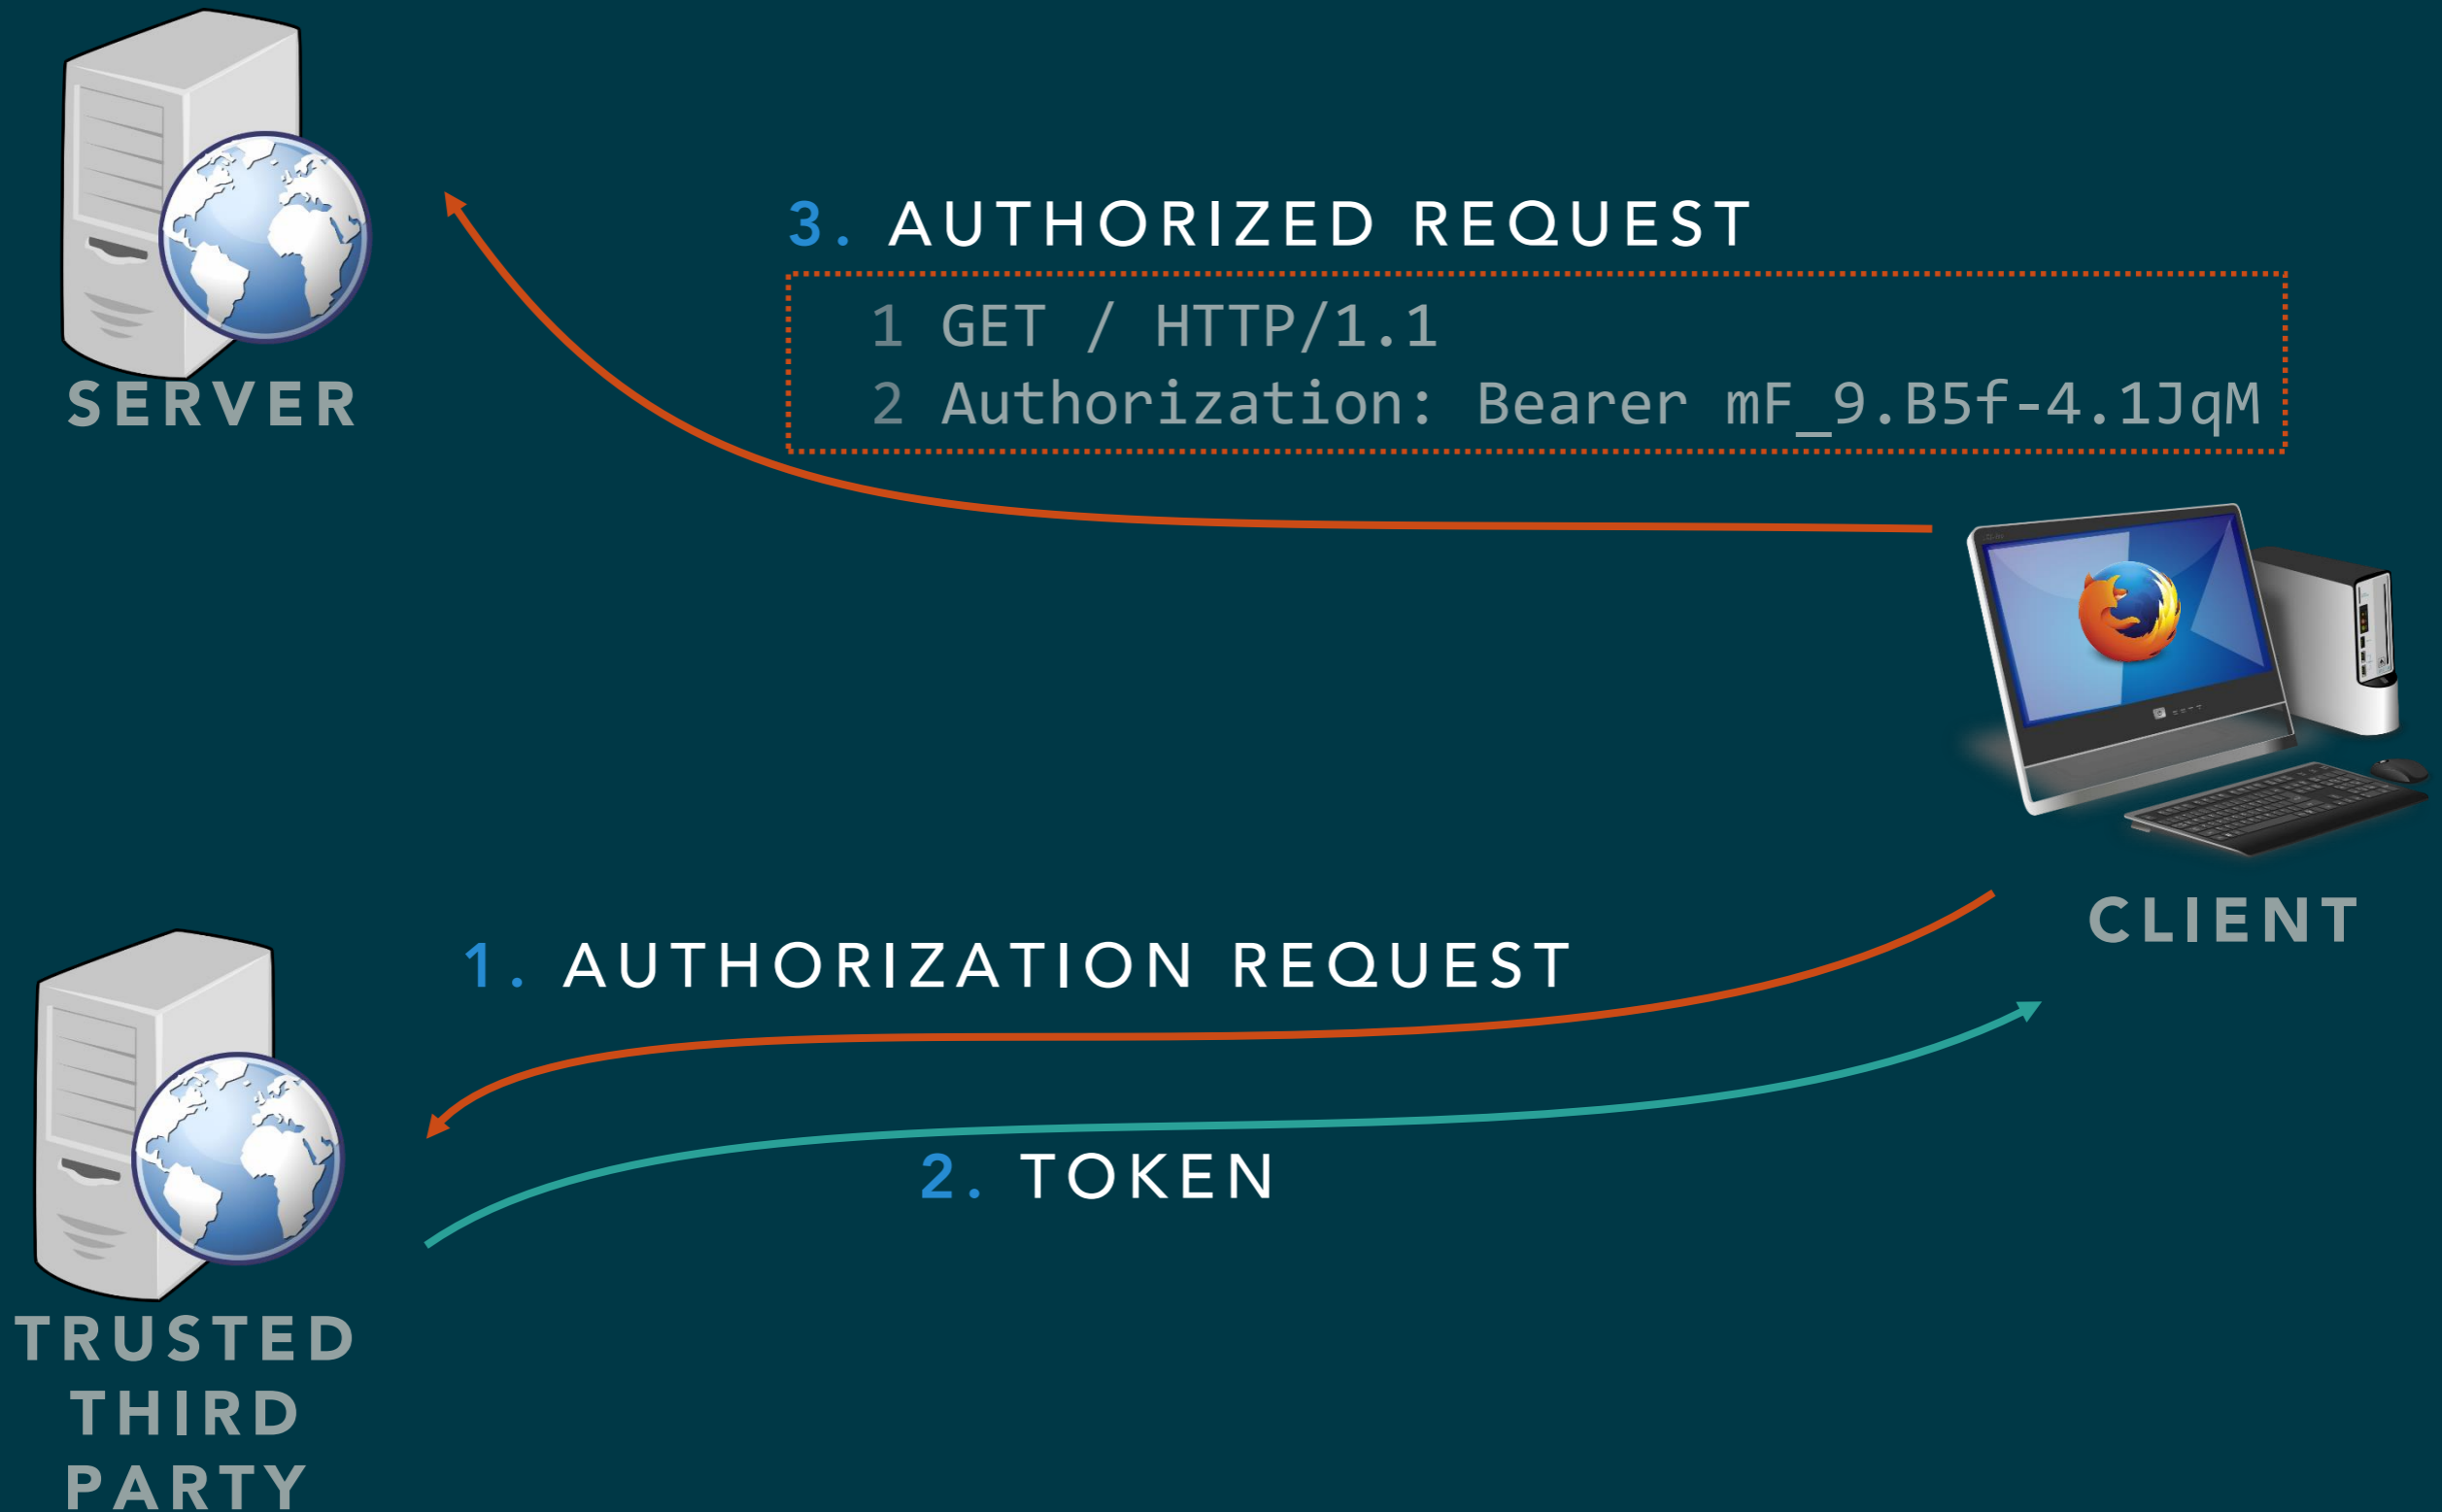 3. AUTHORIZED REQUEST
1 GET / HTTP/1.1
2 Authorization: Bearer mF_9.B5f-4.1JqM
SERVER
CLIENT
1. AUTHORIZATION REQUEST
2. TOKEN
TRUSTED
THIRD
PARTY